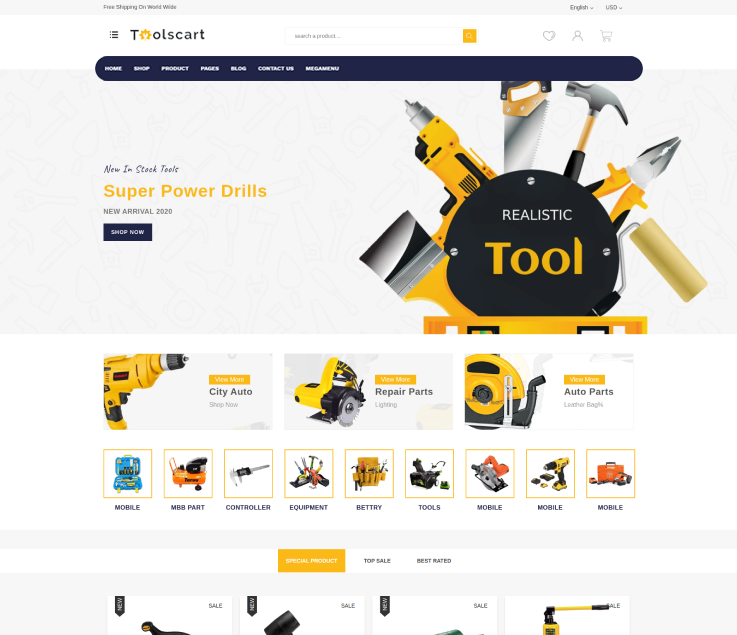 Free Shipping On World Wide
English
USD
Toolscart
search a product...
HOME
SHOP
PRODUCT
PAGES
BLOG
CONTACT US
MEGAMENU
New In Stock Tools
Super Power Drills
NEW ARRIVAL 2020
SHOP NOW
REALISTIC
Tool
View More
City Auto
Shop Now
View More
Repair Parts
Lighting
View More
Auto Parts
Leather Bagfs
MOBILE
MBB PART
CONTROLLER
EQUIPMENT
BETTRY
TOOLS
MOBILE
MOBILE
MOBILE
SPECIAL PRODUCT
TOP SALE
BEST RATED
NEW
SALE
NEW
SALE
NEW
SALE
SALE